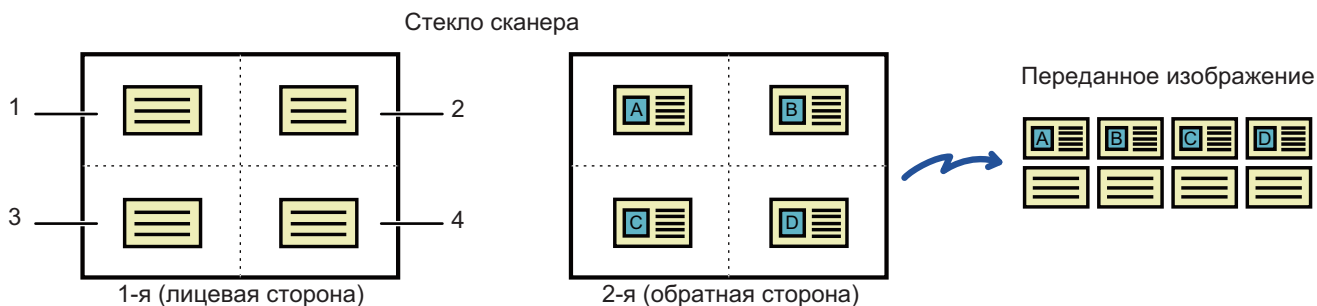 Стекло сканера
1
2
3
4
1-я (лицевая сторона)
A
B
C
D
2-я (обратная сторона)
Переданное изображение
A B C D